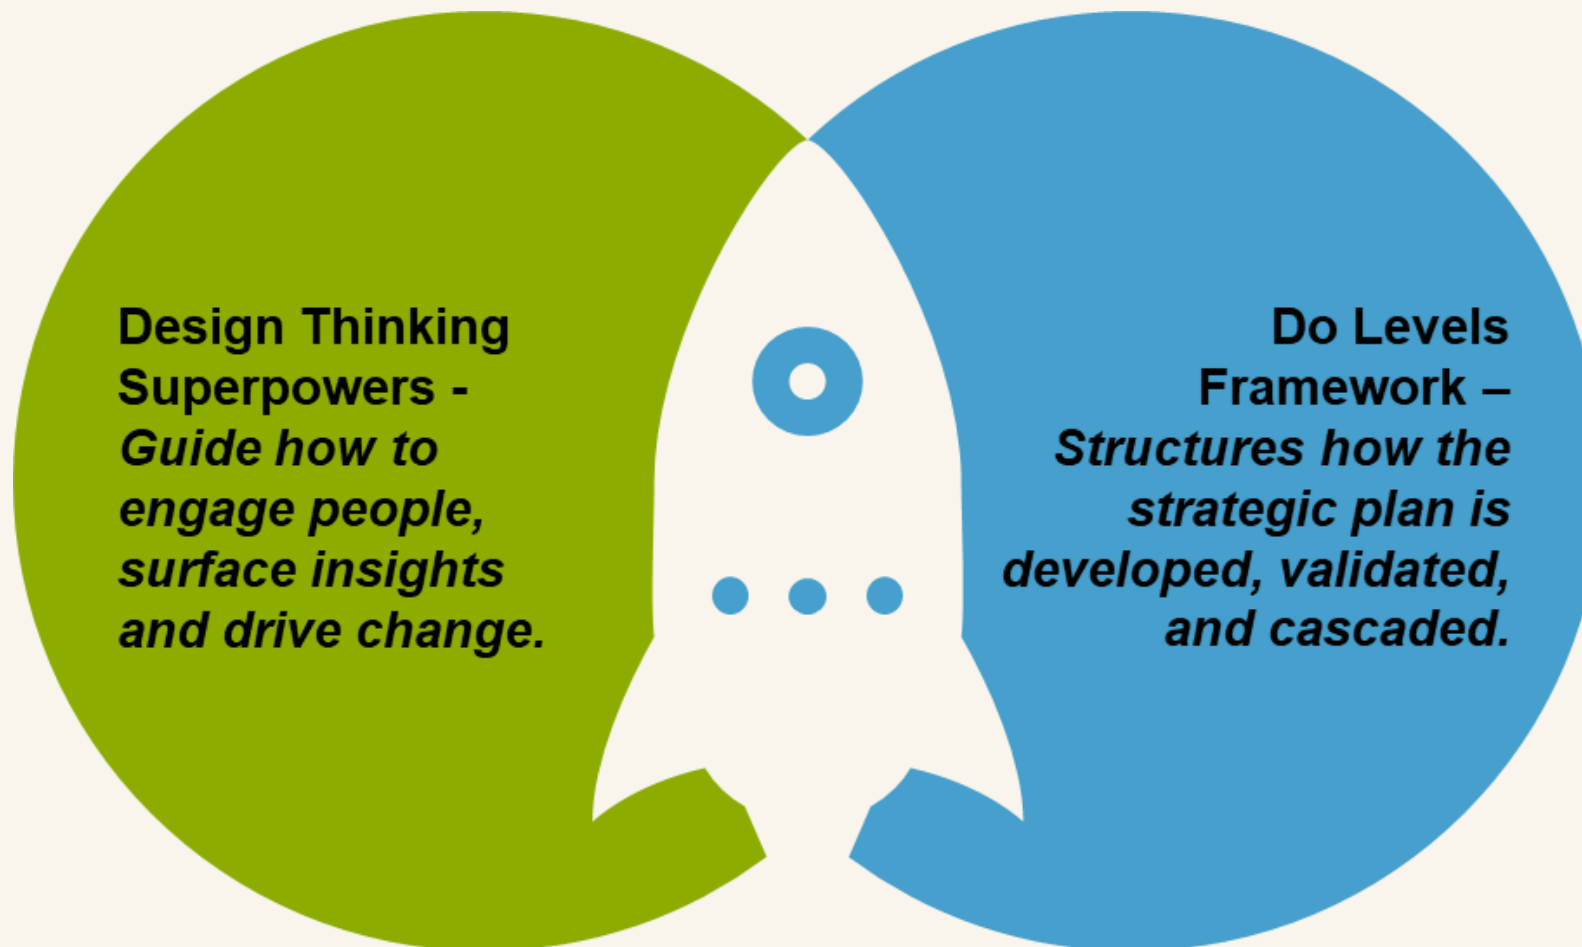 Design Thinking
Superpowers -
Guide how to
engage people,
surface insights
and drive change.
Do Levels
Framework –
Structures how the
strategic plan is
developed, validated,
and cascaded.